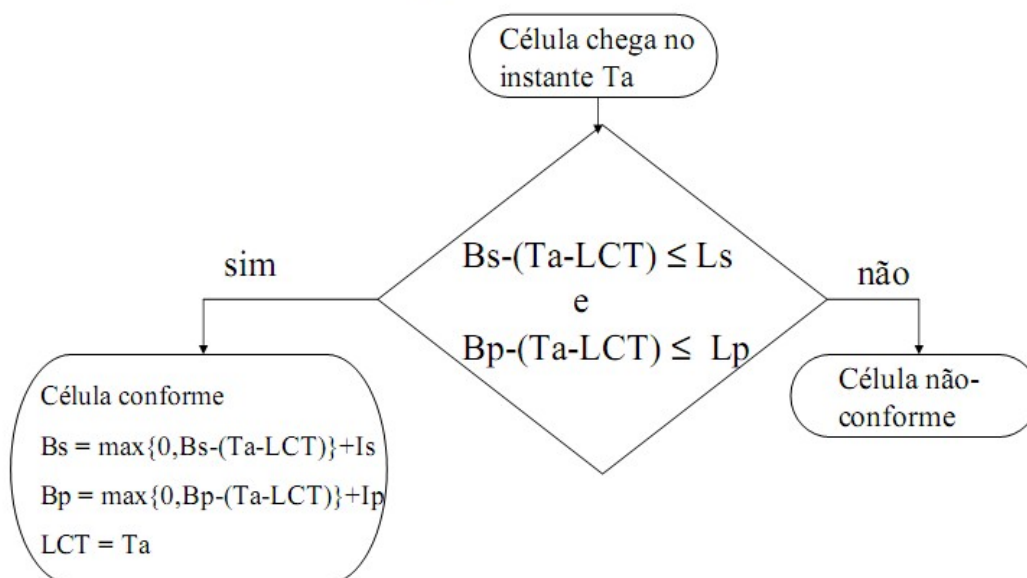 Célula chega no
instante Ta
Bs-(Ta-LCT) ≤ Ls
e
Bp-(Ta-LCT) ≤ Lp
sim
não
Célula conforme
Bs = max{0,Bs-(Ta-LCT)}+Is
Bp = max{0,Bp-(Ta-LCT)}+Ip
LCT = Ta
Célula não-
conforme